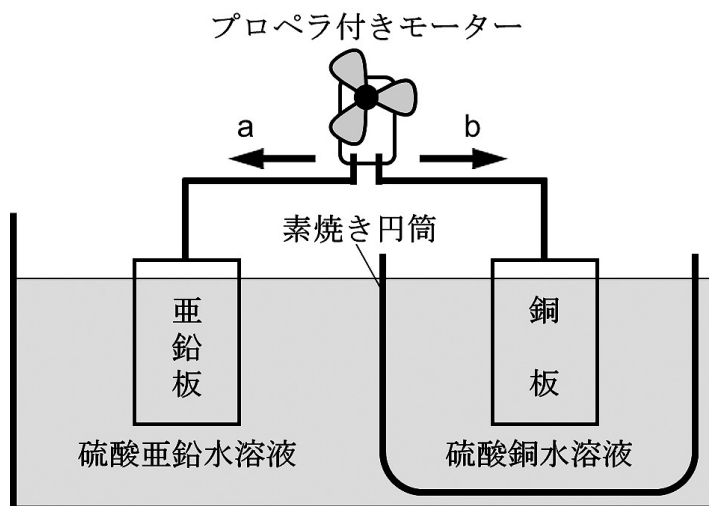 プロペラ付きモーター
a
b
素焼き円筒
亜鉛板
銅板
硫酸亜鉛水溶液
硫酸銅水溶液